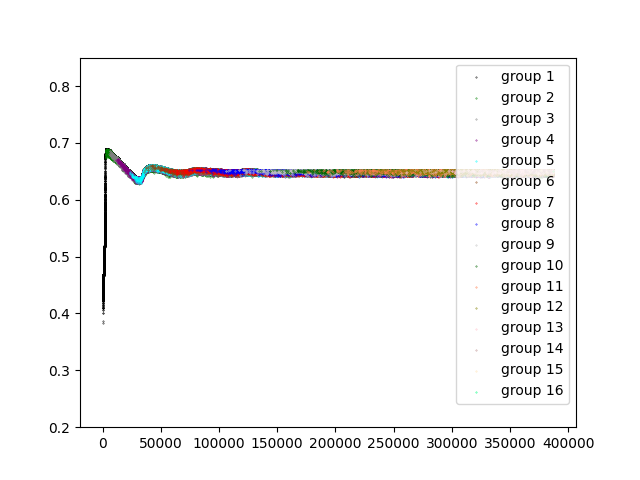 0.8
0.7
0.6
0.5
0.4
0.3
0.2
0 50000 100000 150000 200000 250000 300000 350000 400000
group 1
group 2
group 3
group 4
group 5
group 6
group 7
group 8
group 9
group 10
group 11
group 12
group 13
group 14
group 15
group 16